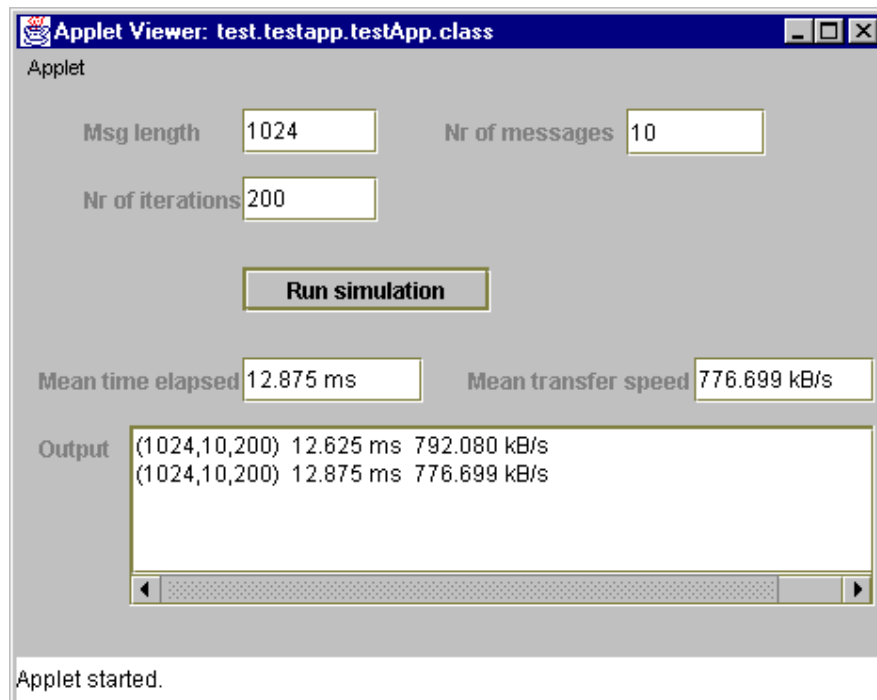 Applet Viewer: test.testapp.testApp.class
Applet
Msg length 1024 Nr of messages 10
Nr of iterations 200
Run simulation
Mean time elapsed 12.875 ms Mean transfer speed 776.699 kB/s
Output (1024,10,200) 12.625 ms 792.080 kB/s
(1024,10,200) 12.875 ms 776.699 kB/s
Applet started.